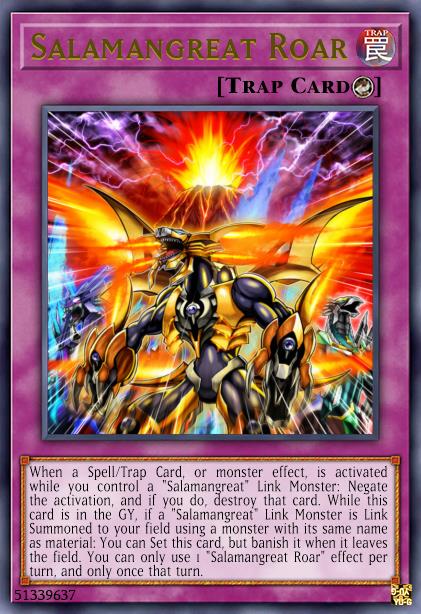 Salamangreat Roar
TRAP
罠
[Trap Card]
When a Spell/Trap Card, or monster effect, is activated
while you control a "Salamangreat" Link Monster: Negate
the activation, and if you do, destroy that card. While this
card is in the GY, if a "Salamangreat" Link Monster is Link
Summoned to your field using a monster with its same name
as material: You can Set this card, but banish it when it leaves
the field. You can only use 1 "Salamangreat Roar" effect per
turn, and only once that turn.
51339637